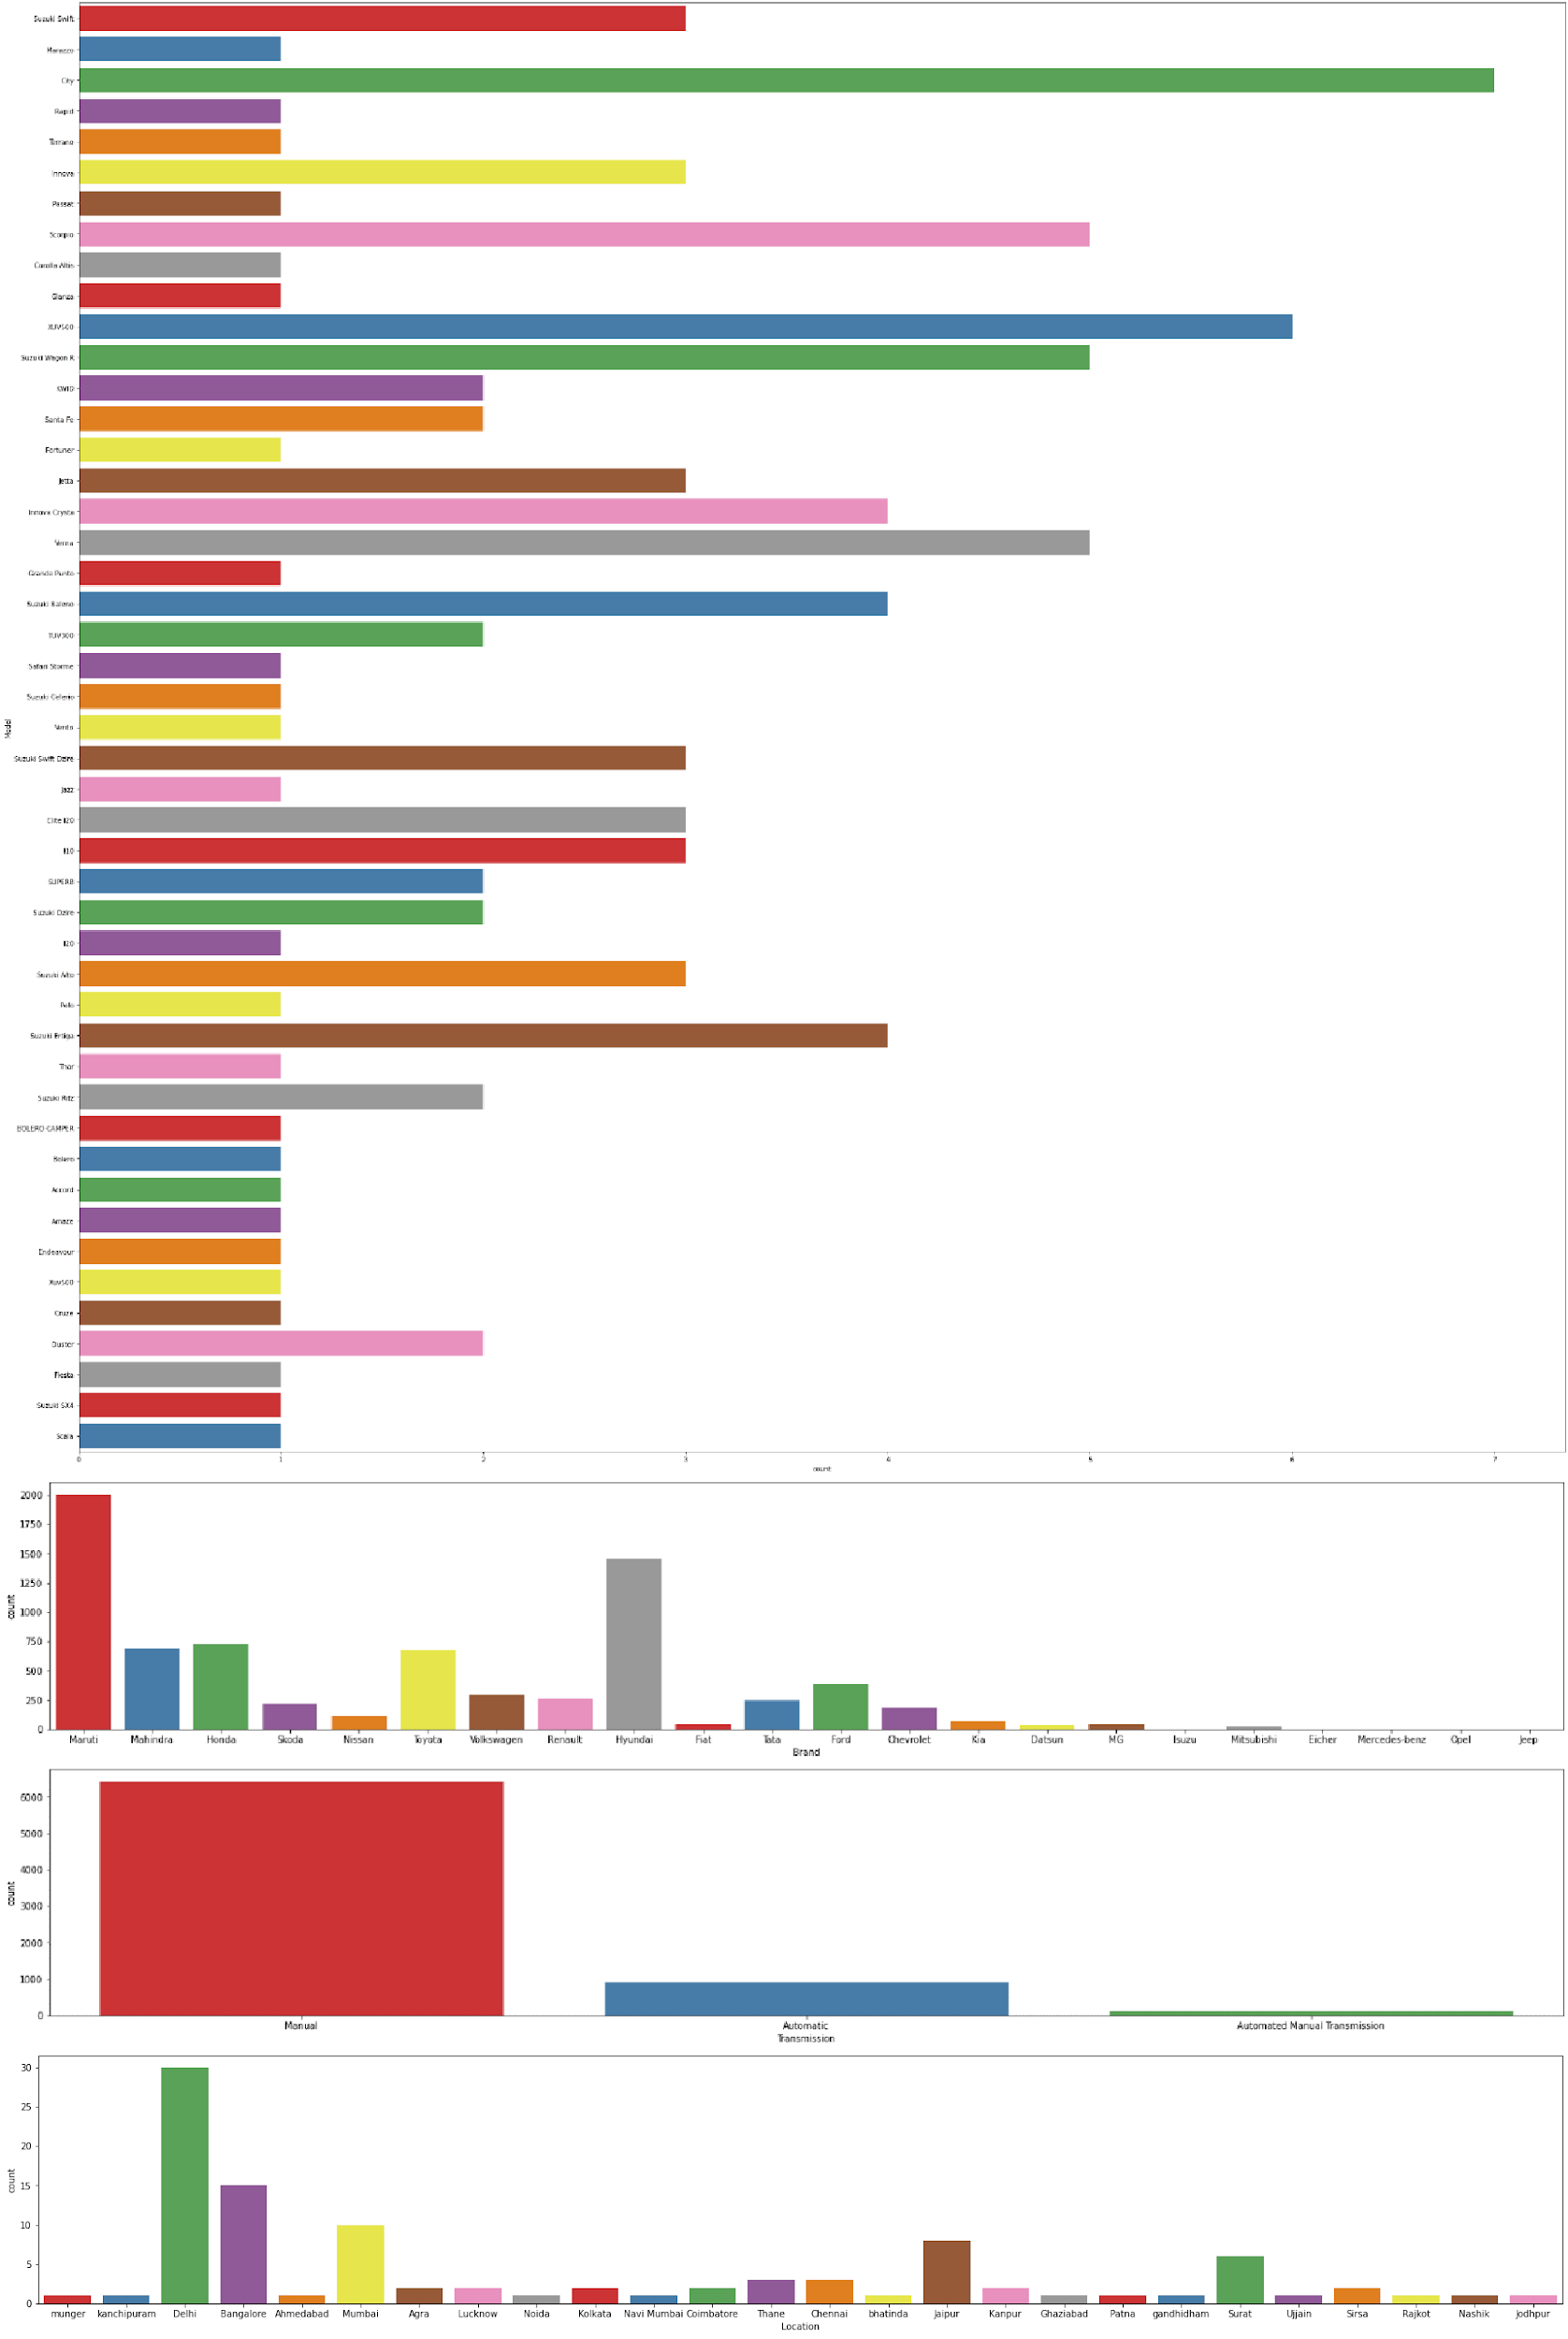 Suzuki Swift
Marazzo
City
Rapid
Terrano
Innova
Passat
Scorpio
Corolla Altis
Glanza
XUV500
Suzuki Wagon R
KWID
Santa Fe
Fortuner
Jetta
Innova Crysta
Verna
Grande Punto
Suzuki Baleno
TUV300
Safari Storme
Suzuki Celerio
Vento
Model
Suzuki Swift Dzire
Jazz
Elite i20
i10
SUPERB
Suzuki Dzire
i20
Suzuki Alto
Polo
Suzuki Ertiga
Thar
Suzuki Ritz
BOLERO CAMPER
Bolero
Accord
Amaze
Endeavour
Xuv500
Cruze
Duster
Fiesta
Suzuki SX4
Scala
0 1 2 3 4 5 6 7
count
2000
1750
1500
1250
1000
750
500
250
0
count
Maruti Mahindra Honda Skoda Nissan Toyota Volkswagen Renault Hyundai Fiat Tata Ford Chevrolet Kia Datsun MG Isuzu Mitsubishi Eicher Mercedes-benz Opel Jeep
Brand
6000
5000
4000
3000
2000
1000
0
count
Manual Automatic Automated Manual Transmission
Transmission
30
25
20
15
10
5
0
count
munger kanchipuram Delhi Bangalore Ahmedabad Mumbai Agra Lucknow Noida Kolkata Navi Mumbai Coimbatore Thane Chennai bhatinda Jaipur Kanpur Ghaziabad Patna gandhidham Surat Ujjain Sirsa Rajkot Nashik jodhpur
Location